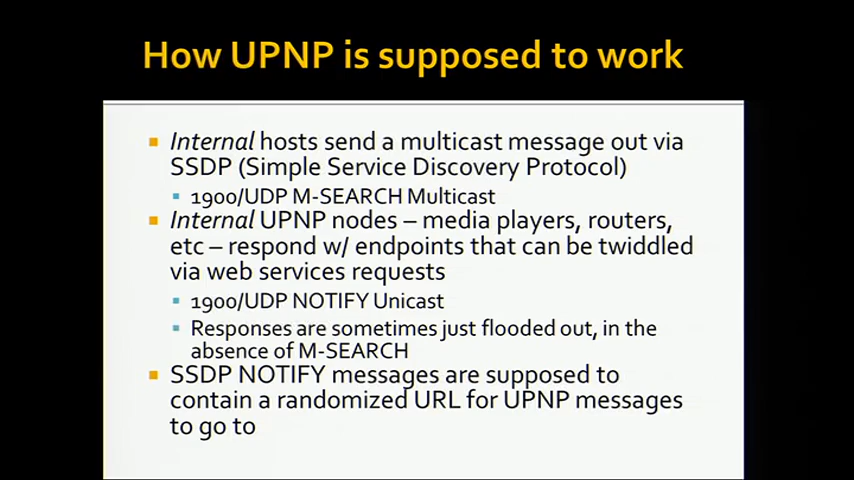 How UPNP is supposed to work
Internal hosts send a multicast message out via
SSDP (Simple Service Discovery Protocol)
1900/UDP M-SEARCH Multicast
Internal UPNP nodes – media players, routers,
etc – respond w/ endpoints that can be twiddled
via web services requests
1900/UDP NOTIFY Unicast
Responses are sometimes just flooded out, in the
absence of M-SEARCH
SSDP NOTIFY messages are supposed to
contain a randomized URL for UPNP messages
to go to